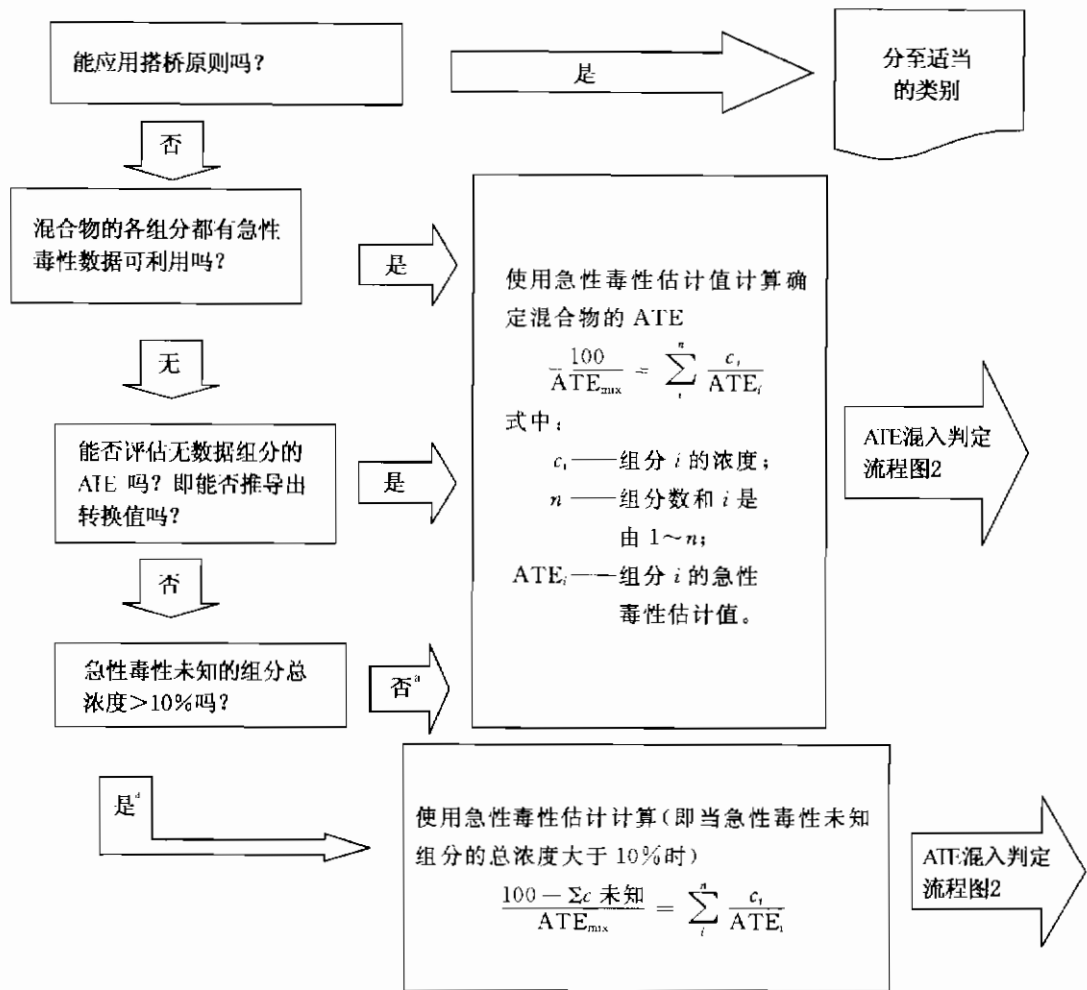 能应用搭桥原则吗?
是
分至适当
的类别
否
混合物的各组分都有急性
毒性数据可利用吗?
是
无
能否评估无数据组分的
ATE 吗? 即能否推导出
转换值吗?
是
否
急性毒性未知的组分总
浓度>10%吗?
否ᵃ
使用急性毒性估计值计算确
定混合物的 ATE
100/ATEmix = ∑ⁿᵢ cᵢ/ATEᵢ
式中:
cᵢ——组分 i 的浓度;
n ——组分数和 i 是
由 1~n;
ATEᵢ——组分 i 的急性
毒性估计值。
ATE混入判定
流程图2
是ᵈ
使用急性毒性估计计算(即当急性毒性未知
组分的总浓度大于 10%时)
100－Σc 未知/ATEmix = ∑ⁿᵢ cᵢ/ATEᵢ
ATE混入判定
流程图2